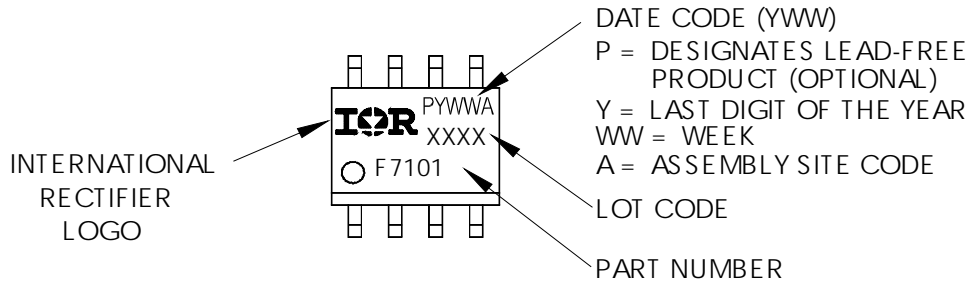 DATE CODE (YWW)
P = DESIGNATES LEAD-FREE
PRODUCT (OPTIONAL)
Y = LAST DIGIT OF THE YEAR
WW = WEEK
A = ASSEMBLY SITE CODE
LOT CODE
PART NUMBER
INTERNATIONAL
RECTIFIER
LOGO
IOR
PYWWA
XXXX
F7101